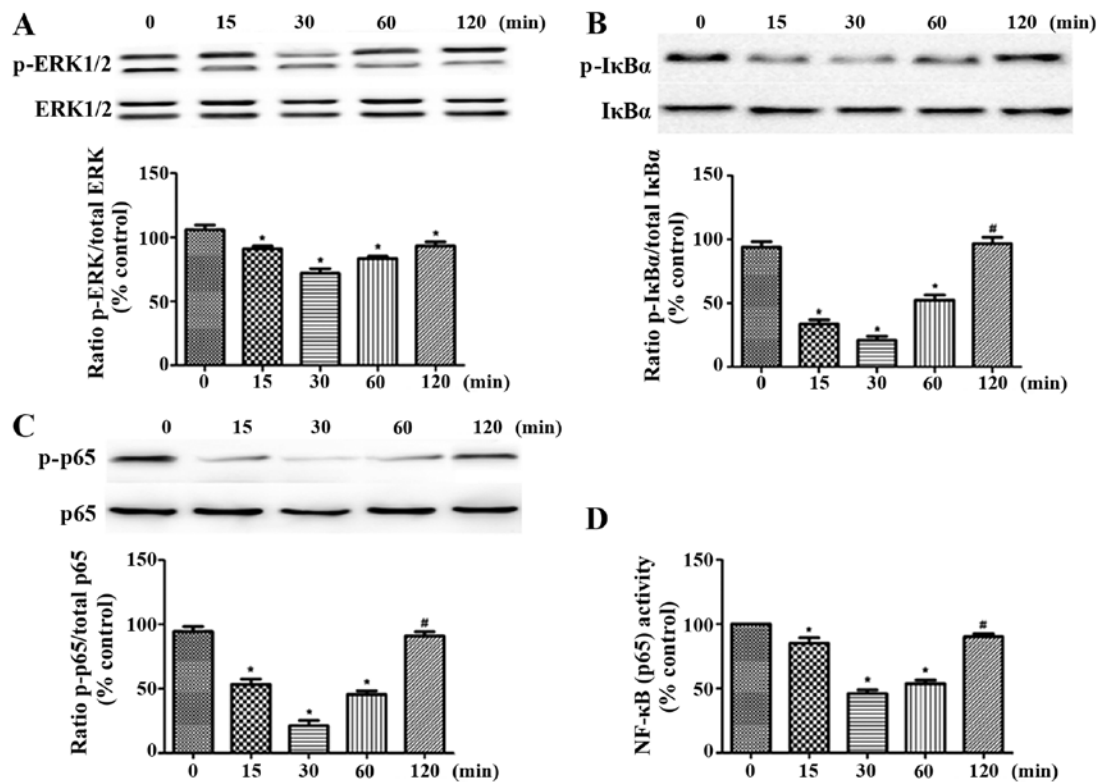 A
0 15 30 60 120 (min)
p-ERK1/2
ERK1/2
Ratio p-ERK/total ERK
(% control)
150
100
50
0
* * * *
0 15 30 60 120 (min)
B
0 15 30 60 120 (min)
p-IκBα
IκBα
Ratio p-IκBα/total IκBα
(% control)
150
100
50
0
* * * #
0 15 30 60 120 (min)
C
0 15 30 60 120 (min)
p-p65
p65
Ratio p-p65/total p65
(% control)
150
100
50
0
* * * #
0 15 30 60 120 (min)
D
NF-κB (p65) activity
(% control)
150
100
50
0
* * * #
0 15 30 60 120 (min)